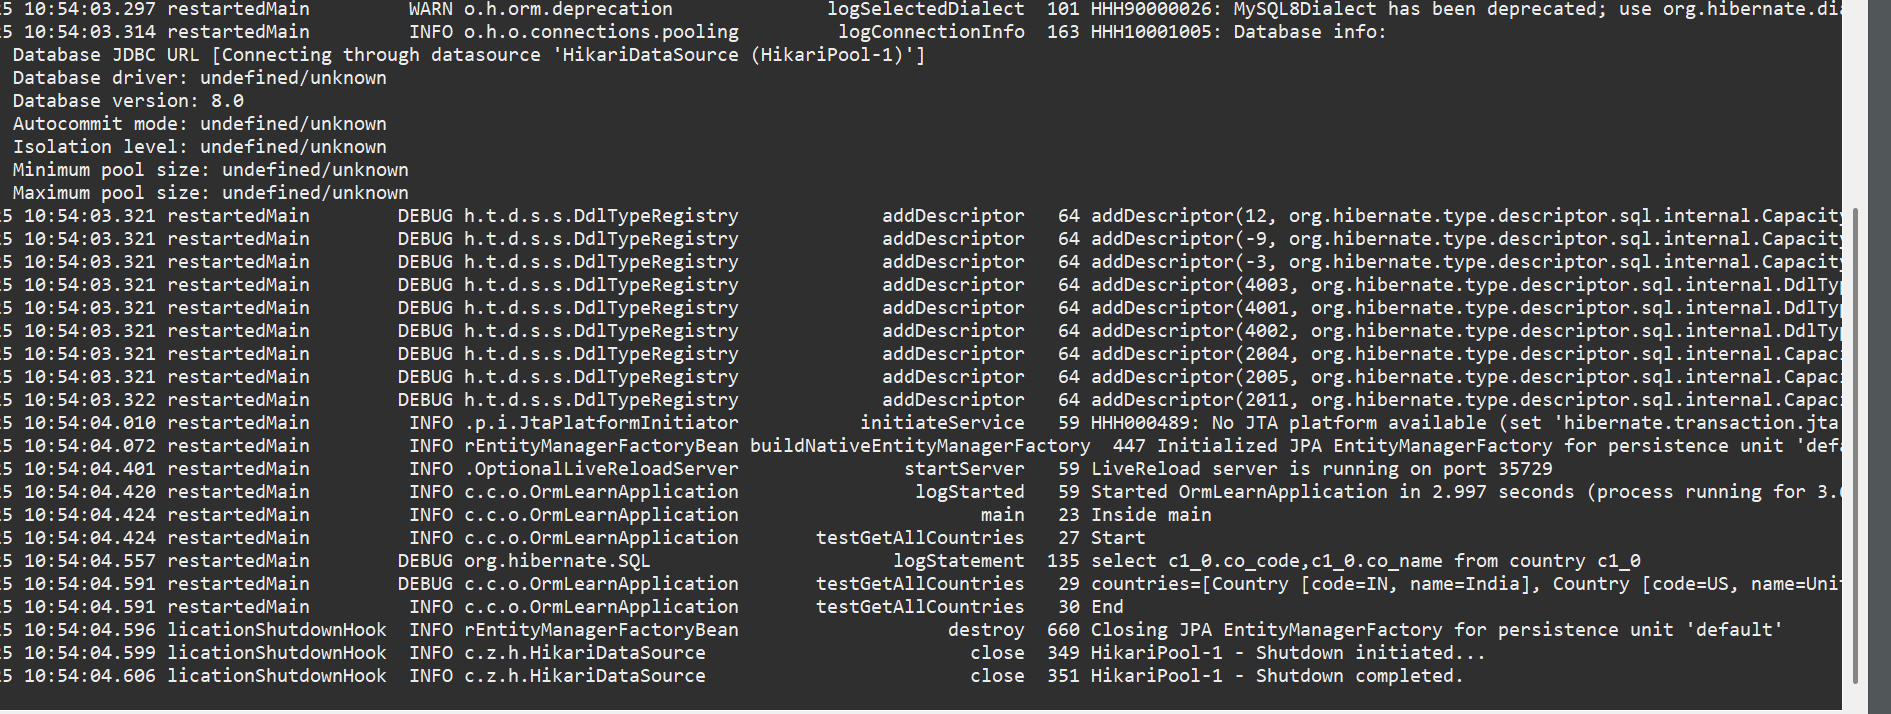 5 10:54:03.297 restartedMain WARN o.h.orm.deprecation logSelectedDialect 101 HHH90000026: MySQL8Dialect has been deprecated; use org.hibernate.dia
5 10:54:03.314 restartedMain INFO o.h.o.connections.pooling logConnectionInfo 163 HHH10001005: Database info:
Database JDBC URL [Connecting through datasource 'HikariDataSource (HikariPool-1)']
Database driver: undefined/unknown
Database version: 8.0
Autocommit mode: undefined/unknown
Isolation level: undefined/unknown
Minimum pool size: undefined/unknown
Maximum pool size: undefined/unknown
5 10:54:03.321 restartedMain DEBUG h.t.d.s.s.DdlTypeRegistry addDescriptor 64 addDescriptor(12, org.hibernate.type.descriptor.sql.internal.Capacity
5 10:54:03.321 restartedMain DEBUG h.t.d.s.s.DdlTypeRegistry addDescriptor 64 addDescriptor(-9, org.hibernate.type.descriptor.sql.internal.Capacity
5 10:54:03.321 restartedMain DEBUG h.t.d.s.s.DdlTypeRegistry addDescriptor 64 addDescriptor(-3, org.hibernate.type.descriptor.sql.internal.Capacity
5 10:54:03.321 restartedMain DEBUG h.t.d.s.s.DdlTypeRegistry addDescriptor 64 addDescriptor(4003, org.hibernate.type.descriptor.sql.internal.DdlTyp
5 10:54:03.321 restartedMain DEBUG h.t.d.s.s.DdlTypeRegistry addDescriptor 64 addDescriptor(4001, org.hibernate.type.descriptor.sql.internal.DdlTyp
5 10:54:03.321 restartedMain DEBUG h.t.d.s.s.DdlTypeRegistry addDescriptor 64 addDescriptor(4002, org.hibernate.type.descriptor.sql.internal.DdlTyp
5 10:54:03.321 restartedMain DEBUG h.t.d.s.s.DdlTypeRegistry addDescriptor 64 addDescriptor(2004, org.hibernate.type.descriptor.sql.internal.Capaci
5 10:54:03.321 restartedMain DEBUG h.t.d.s.s.DdlTypeRegistry addDescriptor 64 addDescriptor(2005, org.hibernate.type.descriptor.sql.internal.Capaci
5 10:54:03.322 restartedMain DEBUG h.t.d.s.s.DdlTypeRegistry addDescriptor 64 addDescriptor(2011, org.hibernate.type.descriptor.sql.internal.Capaci
5 10:54:04.010 restartedMain INFO .p.i.JtaPlatformInitiator initiateService 59 HHH000489: No JTA platform available (set 'hibernate.transaction.jta
5 10:54:04.072 restartedMain INFO rEntityManagerFactoryBean buildNativeEntityManagerFactory 447 Initialized JPA EntityManagerFactory for persistence unit 'defa
5 10:54:04.401 restartedMain INFO .OptionalLiveReloadServer startServer 59 LiveReload server is running on port 35729
5 10:54:04.420 restartedMain INFO c.c.o.OrmLearnApplication logStarted 59 Started OrmLearnApplication in 2.997 seconds (process running for 3.6
5 10:54:04.424 restartedMain INFO c.c.o.OrmLearnApplication main 23 Inside main
5 10:54:04.424 restartedMain INFO c.c.o.OrmLearnApplication testGetAllCountries 27 Start
5 10:54:04.557 restartedMain DEBUG org.hibernate.SQL logStatement 135 select c1_0.co_code,c1_0.co_name from country c1_0
5 10:54:04.591 restartedMain DEBUG c.c.o.OrmLearnApplication testGetAllCountries 29 countries=[Country [code=IN, name=India], Country [code=US, name=Unit
5 10:54:04.591 restartedMain INFO c.c.o.OrmLearnApplication testGetAllCountries 30 End
5 10:54:04.596 licationShutdownHook INFO rEntityManagerFactoryBean destroy 660 Closing JPA EntityManagerFactory for persistence unit 'default'
5 10:54:04.599 licationShutdownHook INFO c.z.h.HikariDataSource close 349 HikariPool-1 - Shutdown initiated...
5 10:54:04.606 licationShutdownHook INFO c.z.h.HikariDataSource close 351 HikariPool-1 - Shutdown completed.